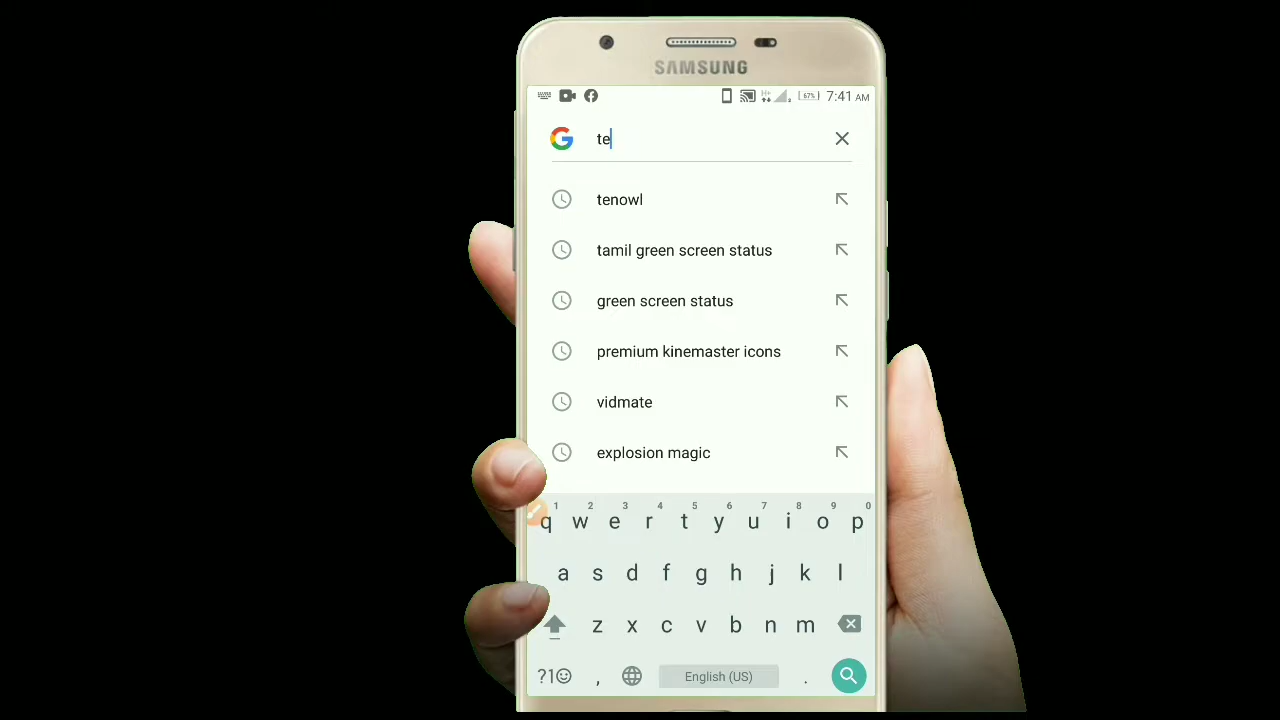 SAMSUNG
H+ 67% 7:41 AM
te
tenowl
tamil green screen status
green screen status
premium kinemaster icons
vidmate
explosion magic
1 2 3 4 5 6 7 8 9 0
q w e r t y u i o p
a s d f g h j k l
z x c v b n m
?1☺ , English (US) .